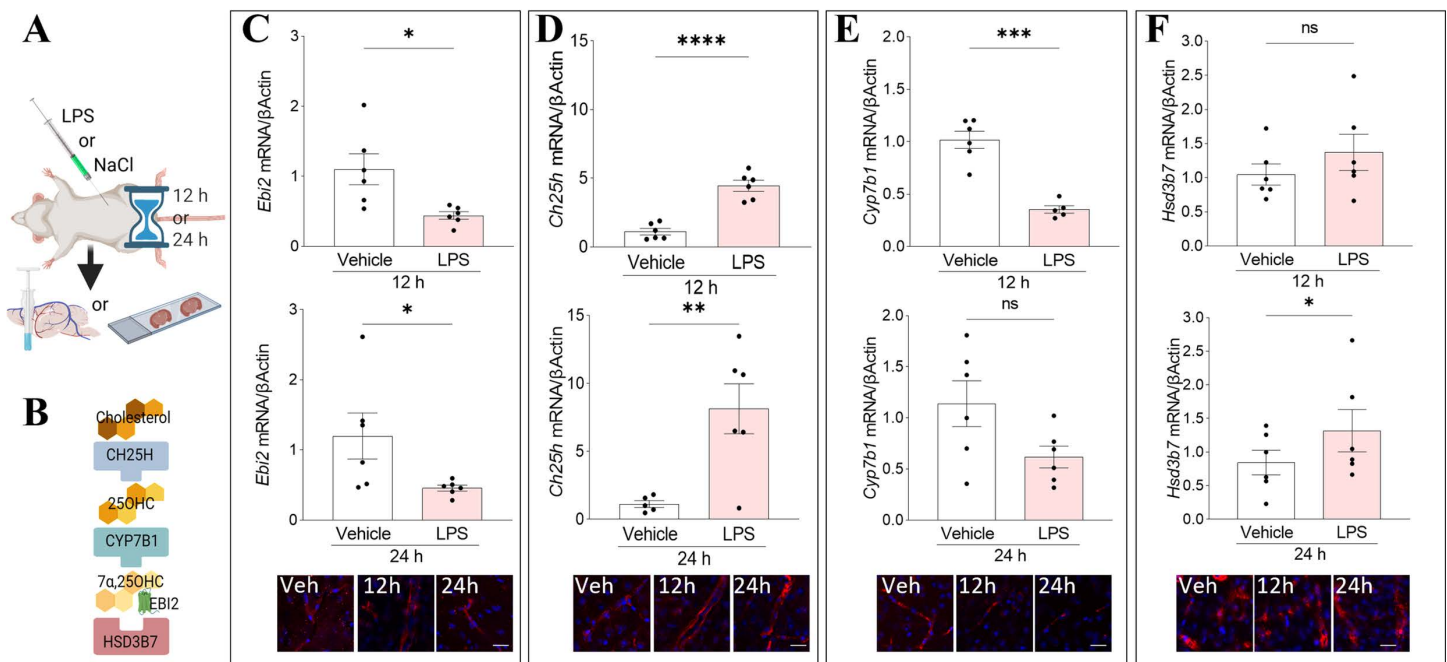 A
LPS
or
NaCl
12 h
or
24 h
or
B
Cholesterol
CH25H
25OHC
CYP7B1
7α,25OHC
EBI2
HSD3B7
C
*
Ebi2 mRNA/βActin
3
2
1
0
Vehicle
LPS
12 h
*
Ebi2 mRNA/βActin
3
2
1
0
Vehicle
LPS
24 h
Veh
12h
24h
D
****
Ch25h mRNA/βActin
15
10
5
0
Vehicle
LPS
12 h
**
Ch25h mRNA/βActin
15
10
5
0
Vehicle
LPS
24 h
Veh
12h
24h
E
***
Cyp7b1 mRNA/βActin
2.0
1.5
1.0
0.5
0.0
Vehicle
LPS
12 h
ns
Cyp7b1 mRNA/βActin
2.0
1.5
1.0
0.5
0.0
Vehicle
LPS
24 h
Veh
12h
24h
F
ns
Hsd3b7 mRNA/βActin
3.0
2.5
2.0
1.5
1.0
0.5
0.0
Vehicle
LPS
12 h
*
Hsd3b7 mRNA/βActin
3.0
2.5
2.0
1.5
1.0
0.5
0.0
Vehicle
LPS
24 h
Veh
12h
24h